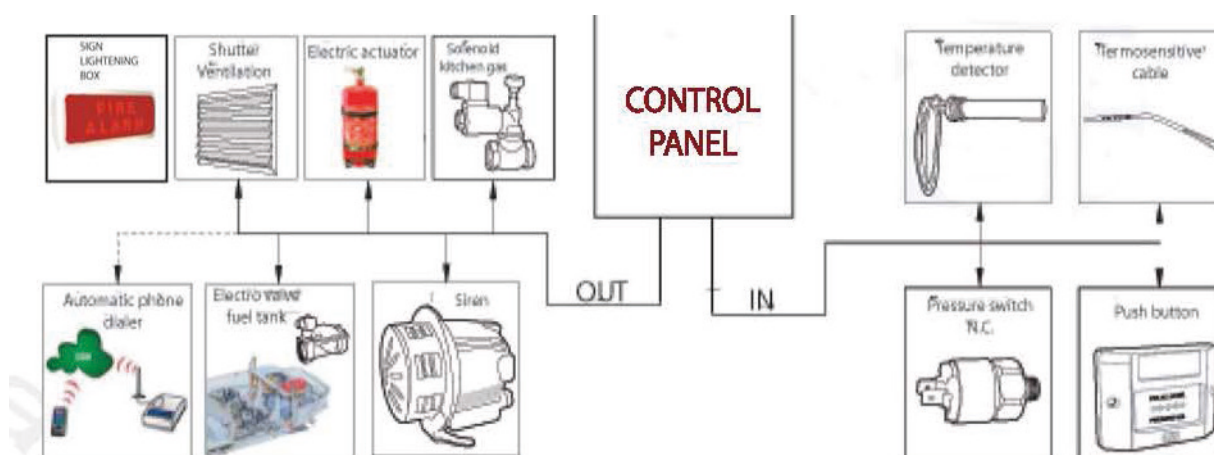 SIGN
LIGHTENING
BOX
FIRE
ALARM
Shutter
Ventilation
Electric actuator
Solenoid
kitchen gas
CONTROL
PANEL
Temperature
detector
Termosensitive
cable
OUT
IN
Automatic phone
dialer
Electro valve
fuel tank
Siren
Pressure switch
N.C.
Push button